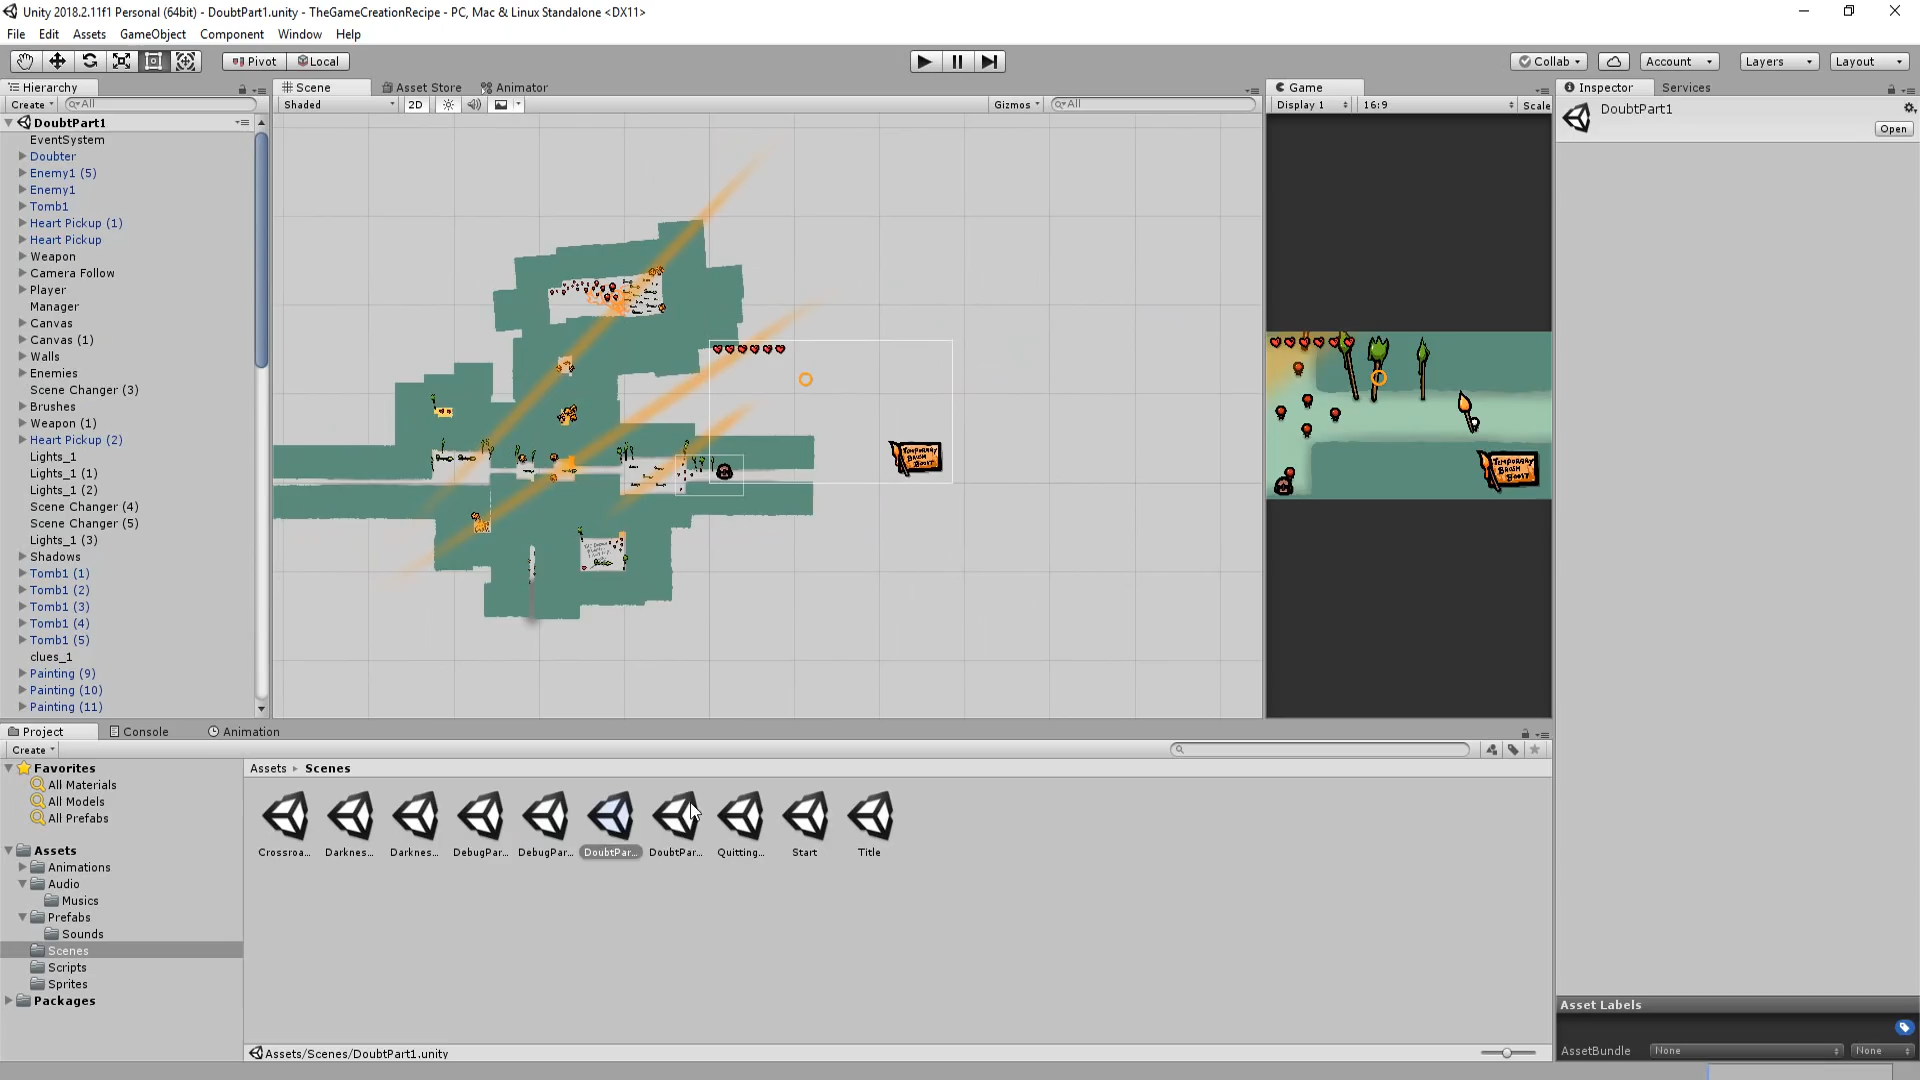 Unity 2018.2.11f1 Personal (64bit) - DoubtPart1.unity - TheGameCreationRecipe - PC, Mac & Linux Standalone <DX11>
File Edit Assets GameObject Component Window Help
Pivot Local Collab Account Layers Layout
Hierarchy
Create All
DoubtPart1
EventSystem
Doubter
Enemy1 (5)
Enemy1
Tomb1
Heart Pickup (1)
Heart Pickup
Weapon
Camera Follow
Player
Manager
Canvas
Canvas (1)
Walls
Enemies
Scene Changer (3)
Brushes
Weapon (1)
Heart Pickup (2)
Lights_1
Lights_1 (1)
Lights_1 (2)
Scene Changer (4)
Scene Changer (5)
Lights_1 (3)
Shadows
Tomb1 (1)
Tomb1 (2)
Tomb1 (3)
Tomb1 (4)
Tomb1 (5)
clues_1
Painting (9)
Painting (10)
Painting (11)
Scene Asset Store Animator
Shaded 2D Gizmos All
TEMPORARY
BRUSH
BOOST
Game
Display 1 16:9 Scale
TEMPORARY
BRUSH
BOOST
Inspector Services
DoubtPart1
Open
Project Console Animation
Create
Favorites
All Materials
All Models
All Prefabs
Assets
Animations
Audio
Musics
Prefabs
Sounds
Scenes
Scripts
Sprites
Packages
Assets Scenes
Crossroa... Darknes... Darknes... DebugPar... DebugPar... DoubtPar... DoubtPar... Quitting... Start Title
Assets/Scenes/DoubtPart1.unity
Asset Labels
AssetBundle None None